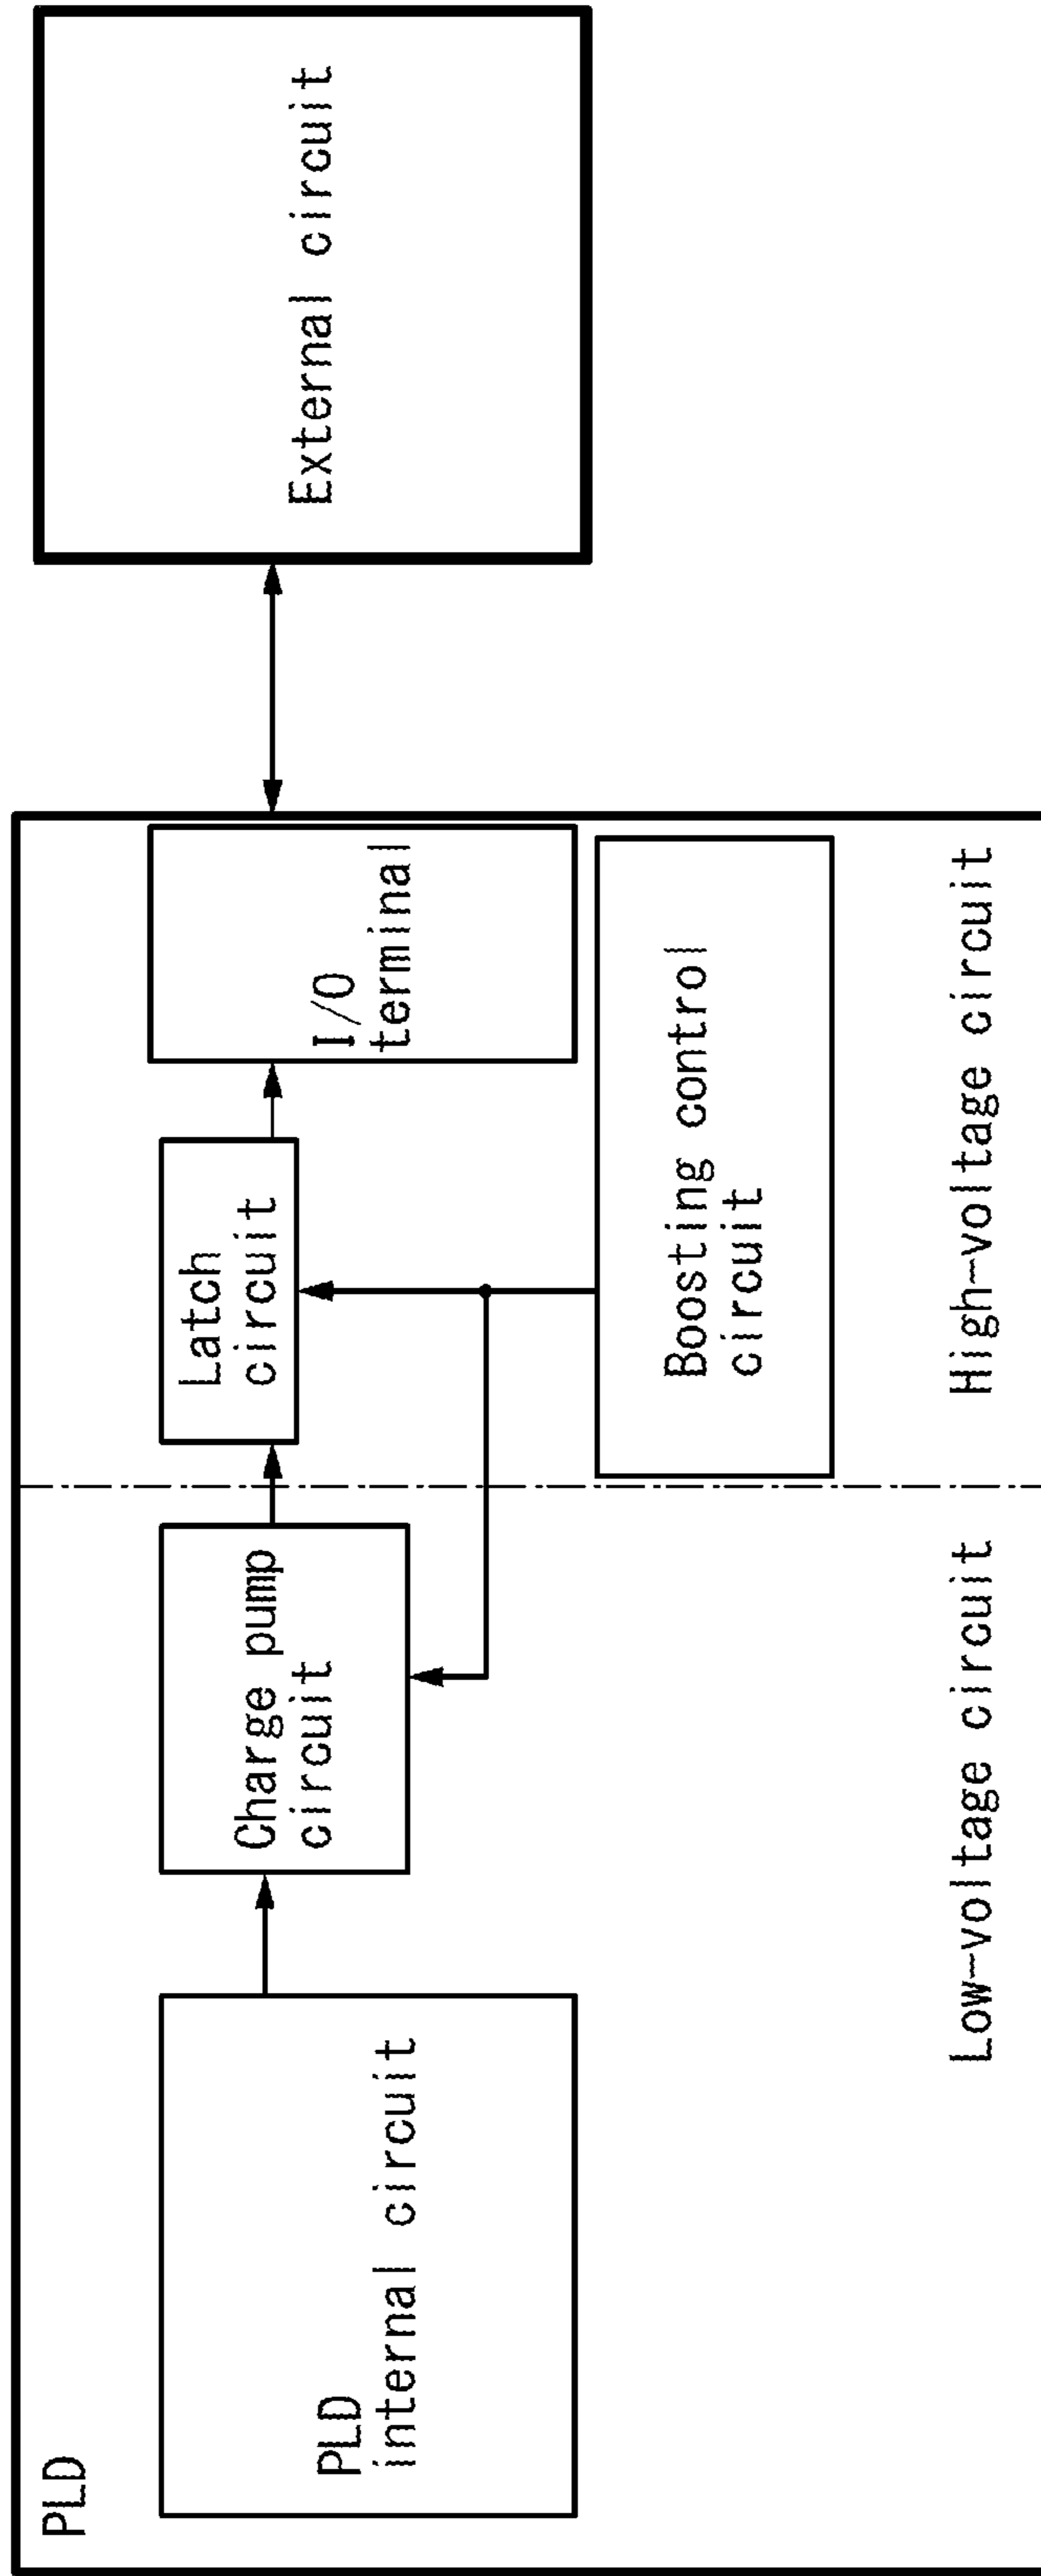 PLD
PLD
internal circuit
Charge pump
circuit
Latch
circuit
I/O
terminal
Boosting control
circuit
Low-voltage circuit
High-voltage circuit
External circuit